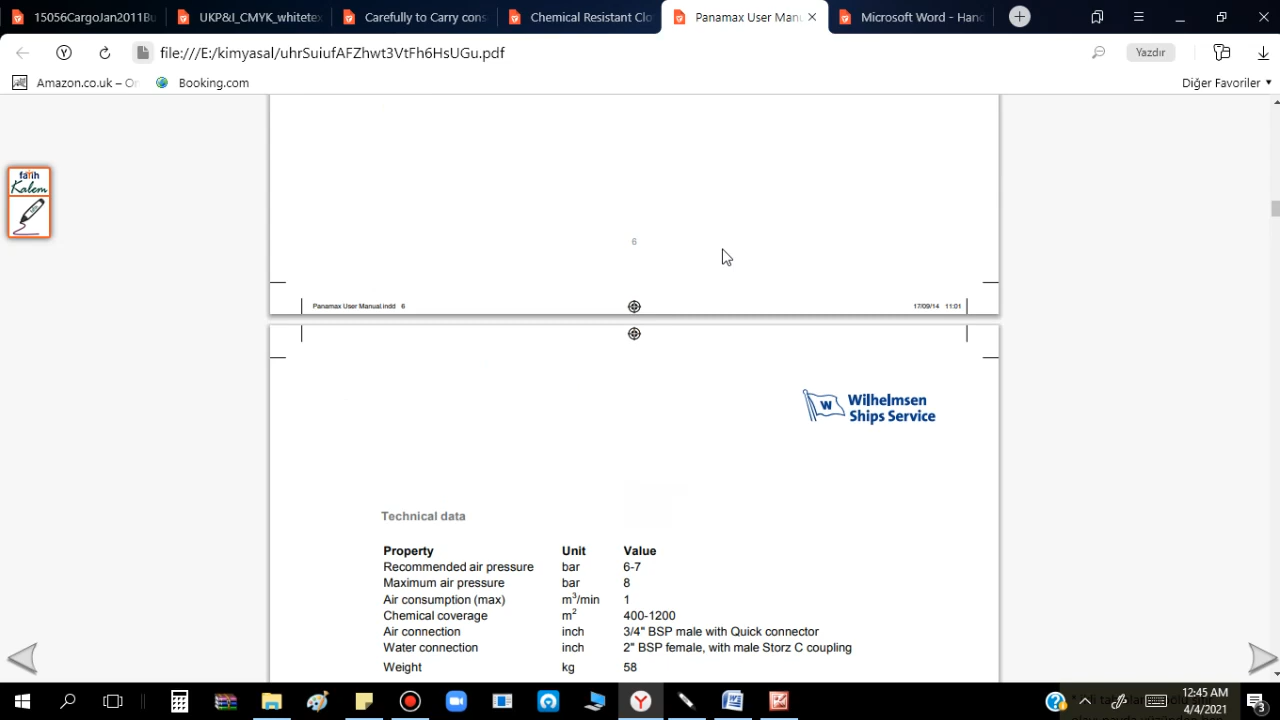 15056CargoJan2011Bu
UKP&I_CMYK_whitetex
Carefully to Carry cons
Chemical Resistant Clo
Panamax User Manu
Microsoft Word - Hand
file:///E:/kimyasal/uhrSuiufAFZhwt3VtFh6HsUGu.pdf
Yazdır
Amazon.co.uk – On
Booking.com
Diğer Favoriler
fatih
Kalem
6
Panamax User Manual.indd 6
17/09/14 11:01
W Wilhelmsen
Ships Service
Technical data
Property Unit Value
Recommended air pressure bar 6-7
Maximum air pressure bar 8
Air consumption (max) m³/min 1
Chemical coverage m² 400-1200
Air connection inch 3/4" BSP male with Quick connector
Water connection inch 2" BSP female, with male Storz C coupling
Weight kg 58
12:45 AM
4/4/2021
3